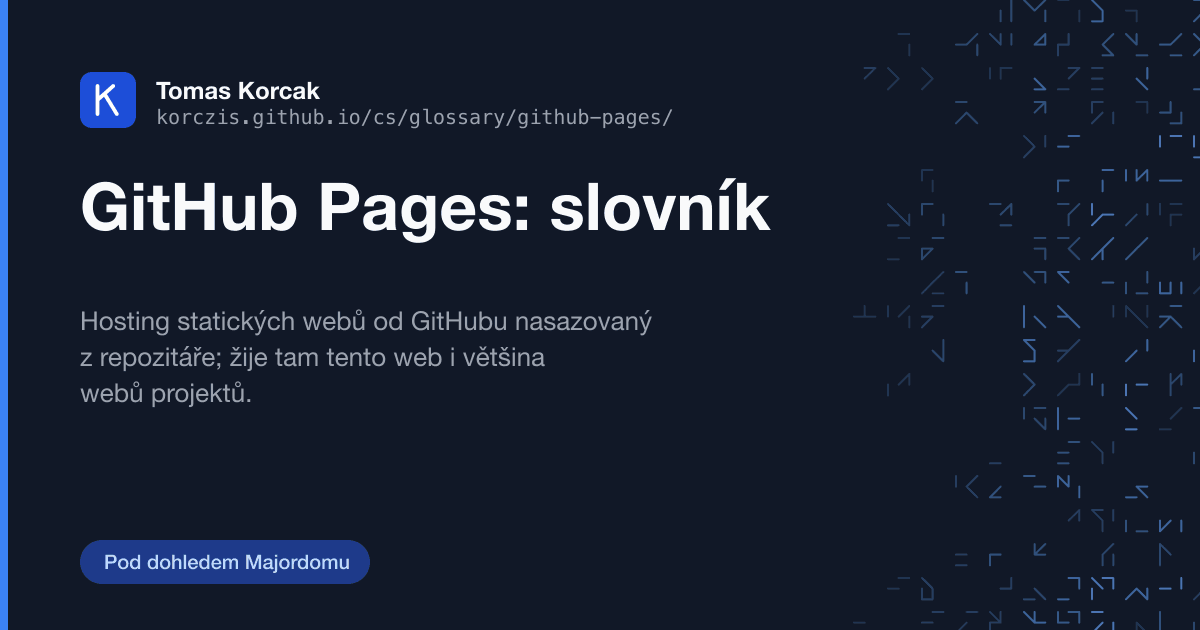 Tomas Korcak
korczis.github.io/cs/glossary/github-pages/
GitHub Pages: slovník
Hosting statických webů od GitHubu nasazovaný
z repozitáře; žije tam tento web i většina
webů projektů.
Pod dohledem Majordomu